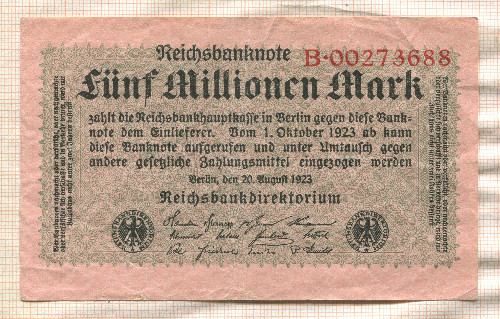 Reichsbanknote
B·00273688
Fünf Millionen Mark
zahlt die Reichsbankhauptkasse in Berlin gegen diese Bank-
note dem Einlieferer. Vom 1. Oktober 1923 ab kann
diese Banknote aufgerufen und unter Umtausch gegen
andere gesetzliche Zahlungsmittel eingezogen werden
Berlin, den 20. August 1923
Reichsbankdirektorium